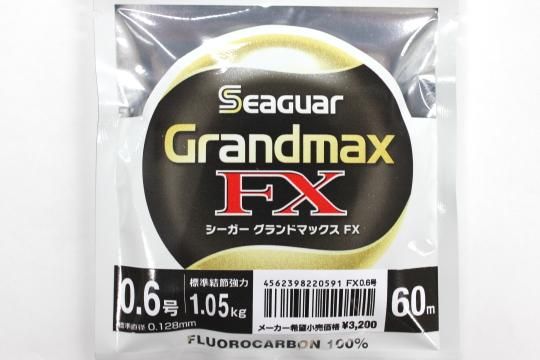 Seaguar
Grandmax
FX
シーガー グランドマックス FX
0.6号
標準結節強力
1.05kg
標準直径 0.128mm
4562398220591 FX0.6号
メーカー希望小売価格 ¥3,200
60m
FLUOROCARBON 100%